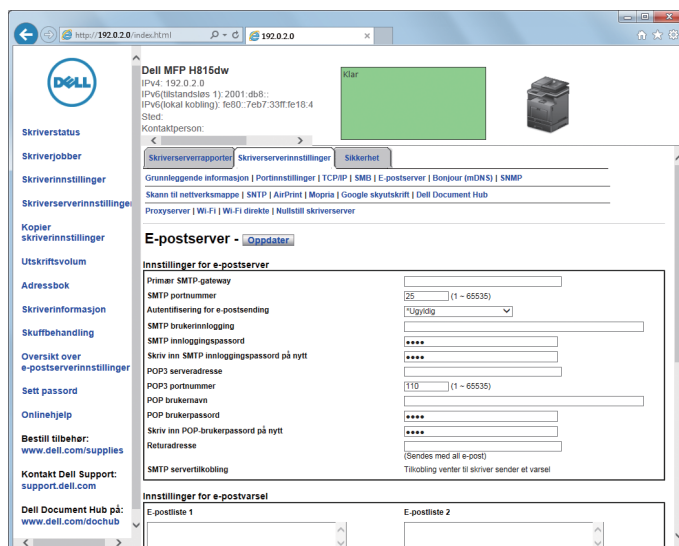 http://192.0.2.0/index.html
192.0.2.0
DELL
Dell MFP H815dw
IPv4: 192.0.2.0
IPv6(tilstandsløs 1): 2001:db8::
IPv6(lokal kobling): fe80::7eb7:33ff:fe18:4
Sted:
Kontaktperson:
Klar
Skriverstatus
Skriverjobber
Skriverinnstillinger
Skriverserverinnstillinger
Kopier
skriverinnstillinger
Utskriftsvolum
Adressbok
Skriverinformasjon
Skuffbehandling
Oversikt over
e-postserverinnstillinger
Sett passord
Onlinehjelp
Bestill tilbehør:
www.dell.com/supplies
Kontakt Dell Support:
support.dell.com
Dell Document Hub på:
www.dell.com/dochub
Skriverserverrapporter Skriverserverinnstillinger Sikkerhet
Grunnleggende informasjon | Portinnstillinger | TCP/IP | SMB | E-postserver | Bonjour (mDNS) | SNMP
Skann til nettverksmappe | SNTP | AirPrint | Mopria | Google skyutskrift | Dell Document Hub
Proxyserver | Wi-Fi | Wi-Fi direkte | Nullstill skriverserver
E-postserver - Oppdater
Innstillinger for e-postserver
Primær SMTP-gateway
SMTP portnummer 25 (1 ~ 65535)
Autentifisering for e-postsending *Ugyldig
SMTP brukerinnlogging
SMTP innloggingspassord ••••
Skriv inn SMTP innloggingspassord på nytt ••••
POP3 serveradresse
POP3 portnummer 110 (1 ~ 65535)
POP brukernavn
POP brukerpassord ••••
Skriv inn POP-brukerpassord på nytt ••••
Returadresse
(Sendes med all e-post)
SMTP servertilkobling Tilkobling venter til skriver sender et varsel
Innstillinger for e-postvarsel
E-postliste 1 E-postliste 2